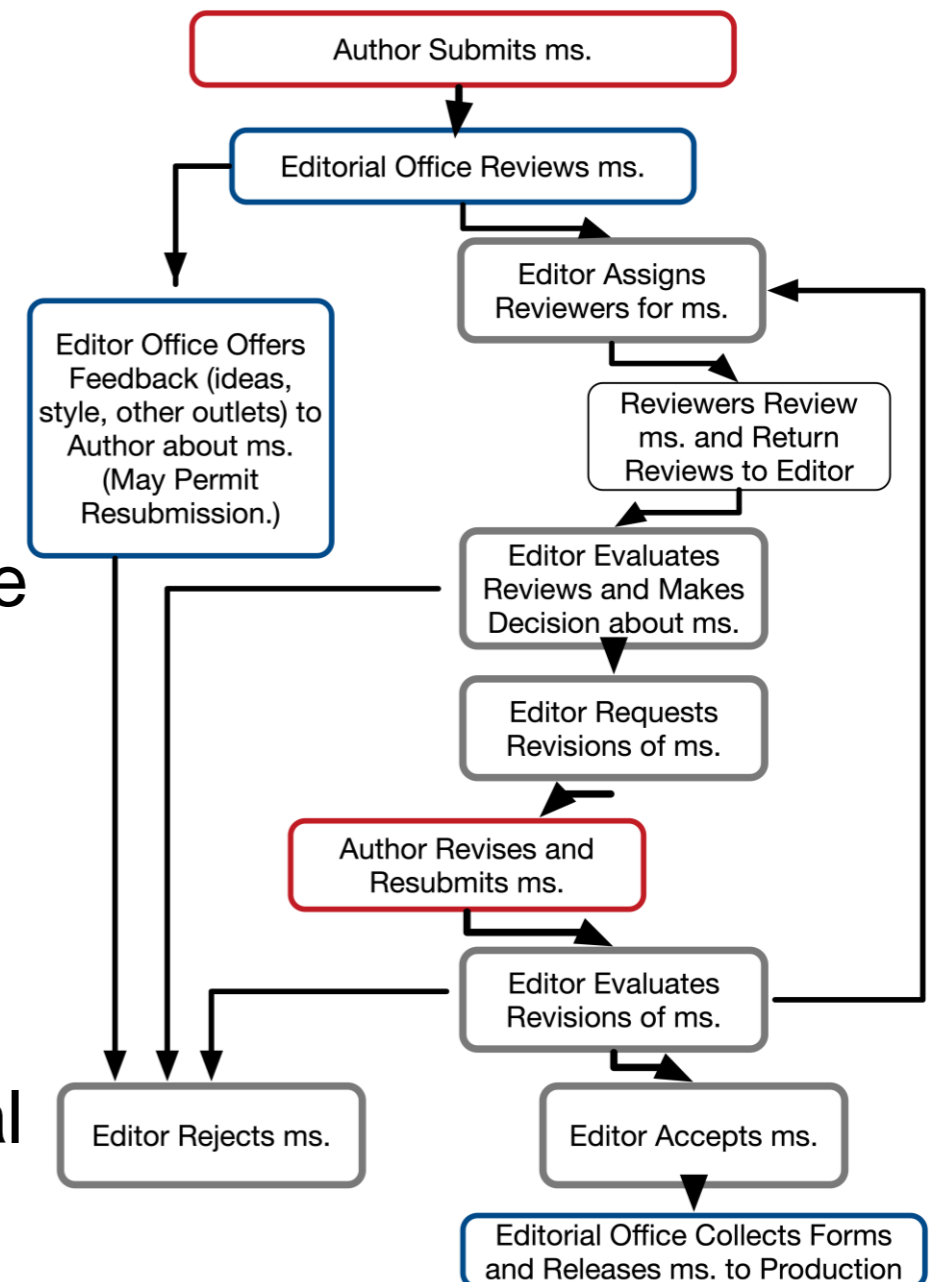 Author Submits ms.
Editorial Office Reviews ms.
Editor Assigns
Reviewers for ms.
Editor Office Offers
Feedback (ideas,
style, other outlets) to
Author about ms.
(May Permit
Resubmission.)
Reviewers Review
ms. and Return
Reviews to Editor
e
Editor Evaluates
Reviews and Makes
Decision about ms.
Editor Requests
Revisions of ms.
Author Revises and
Resubmits ms.
Editor Evaluates
Revisions of ms.
al
Editor Rejects ms.
Editor Accepts ms.
Editorial Office Collects Forms
and Releases ms. to Production